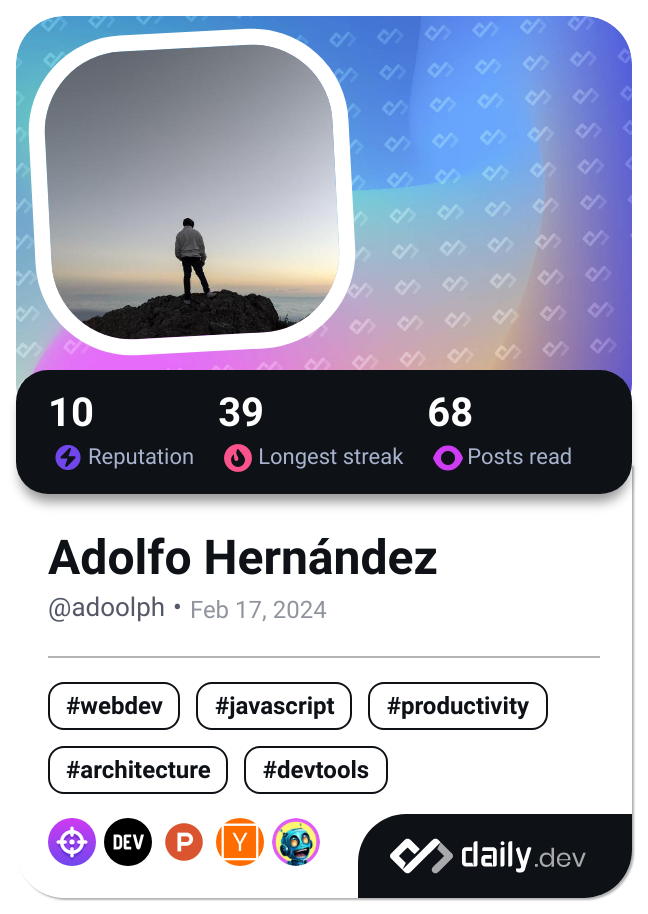 10 39 68
Reputation Longest streak Posts read
Adolfo Hernández
@adoolph • Feb 17, 2024
#webdev #javascript #productivity
#architecture #devtools
DEV P Y
daily.dev